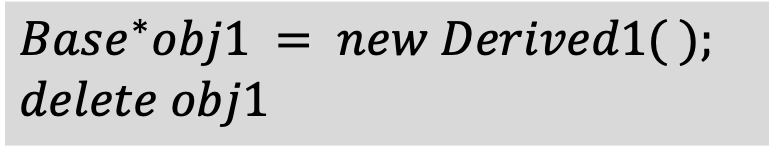 Base*obj1 = new Derived1( );
delete obj1